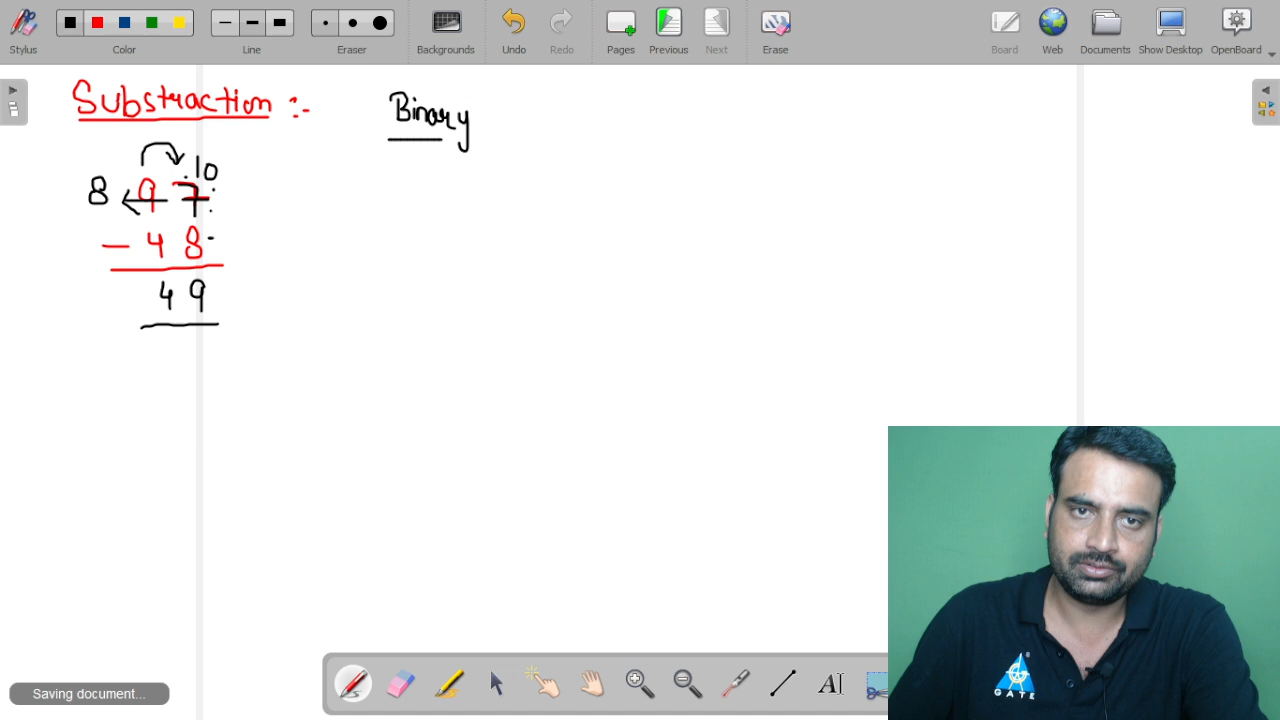 Stylus Color Line Eraser Backgrounds Undo Redo Pages Previous Next Erase Board Web Documents Show Desktop OpenBoard
Substraction :-
Binary
10
8 9 7
- 4 8
4 9
GATE
Saving document...